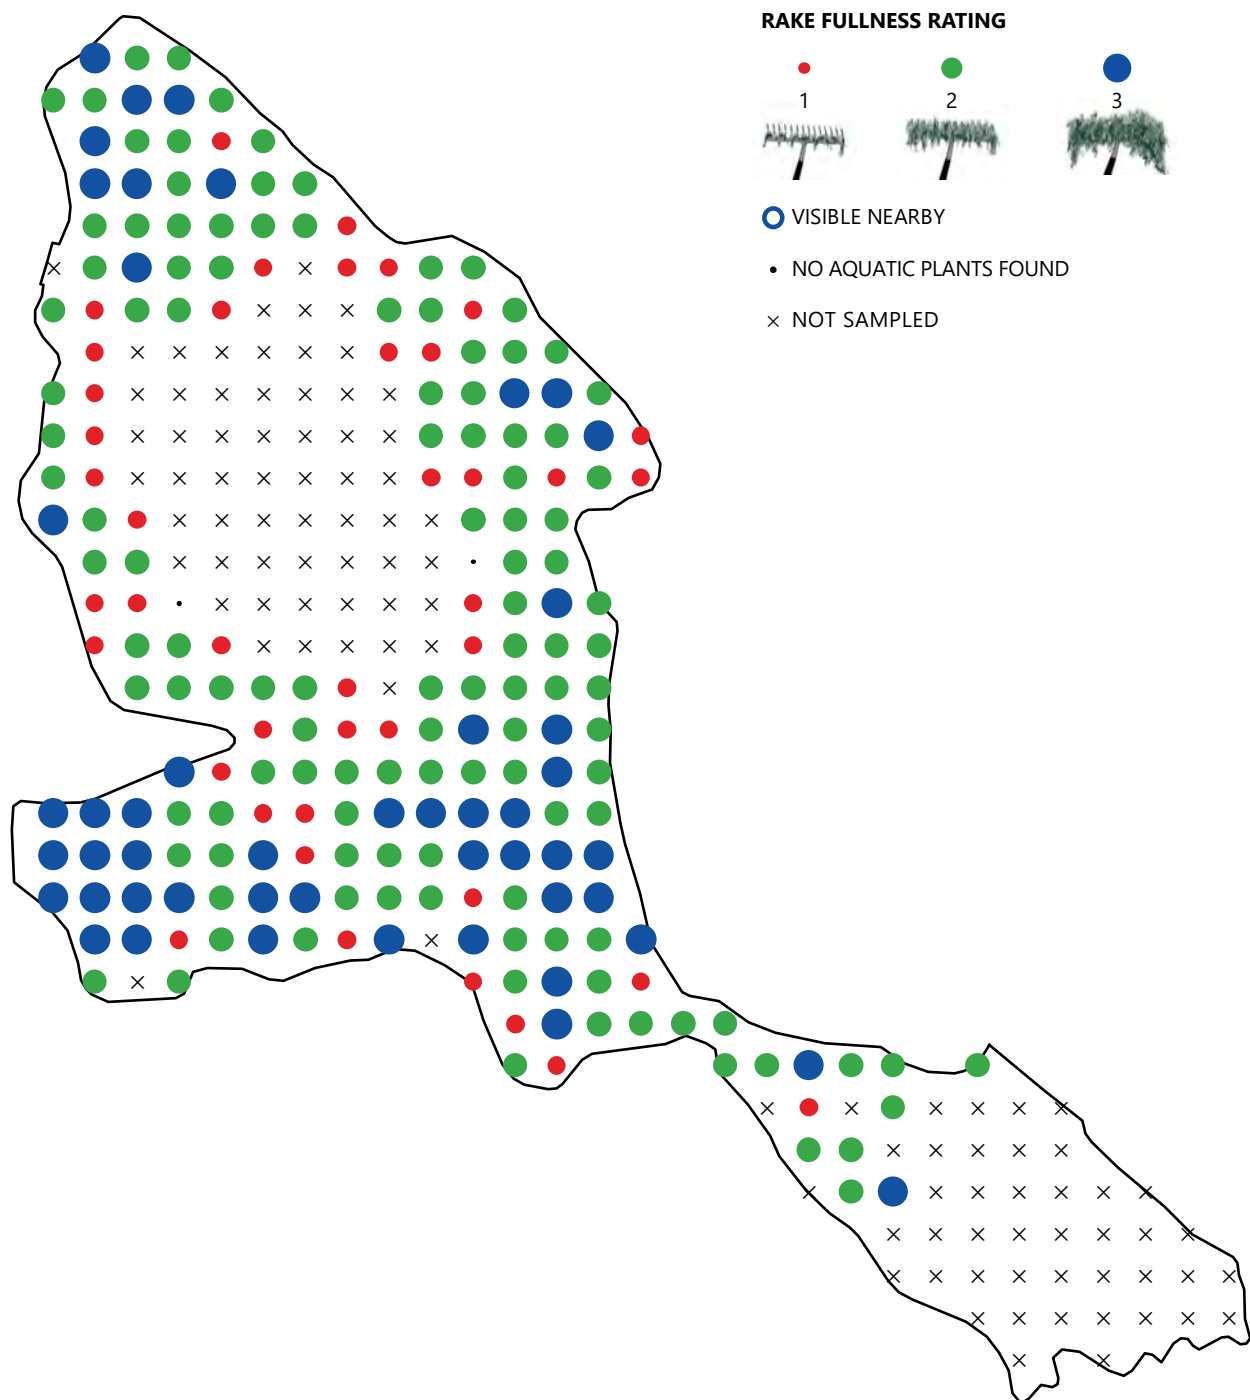 RAKE FULLNESS RATING
1 2 3
VISIBLE NEARBY
NO AQUATIC PLANTS FOUND
NOT SAMPLED